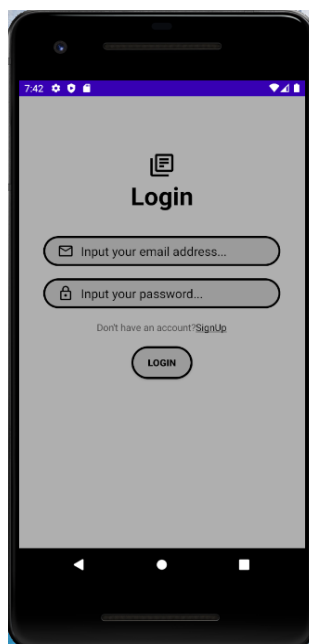 7:42
Login
Input your email address...
Input your password...
Don't have an account?SignUp
LOGIN